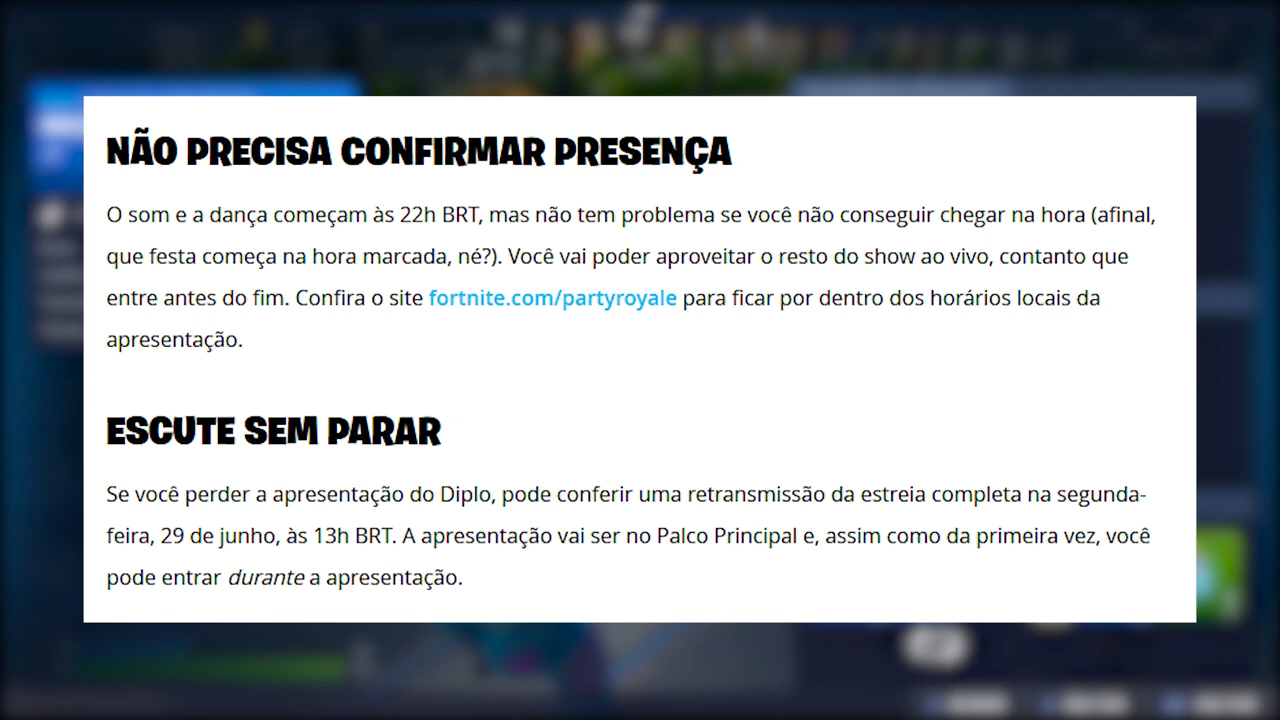 NÃO PRECISA CONFIRMAR PRESENÇA
O som e a dança começam às 22h BRT, mas não tem problema se você não conseguir chegar na hora (afinal,
que festa começa na hora marcada, né?). Você vai poder aproveitar o resto do show ao vivo, contanto que
entre antes do fim. Confira o site fortnite.com/partyroyale para ficar por dentro dos horários locais da
apresentação.
ESCUTE SEM PARAR
Se você perder a apresentação do Diplo, pode conferir uma retransmissão da estreia completa na segunda-
feira, 29 de junho, às 13h BRT. A apresentação vai ser no Palco Principal e, assim como da primeira vez, você
pode entrar durante a apresentação.